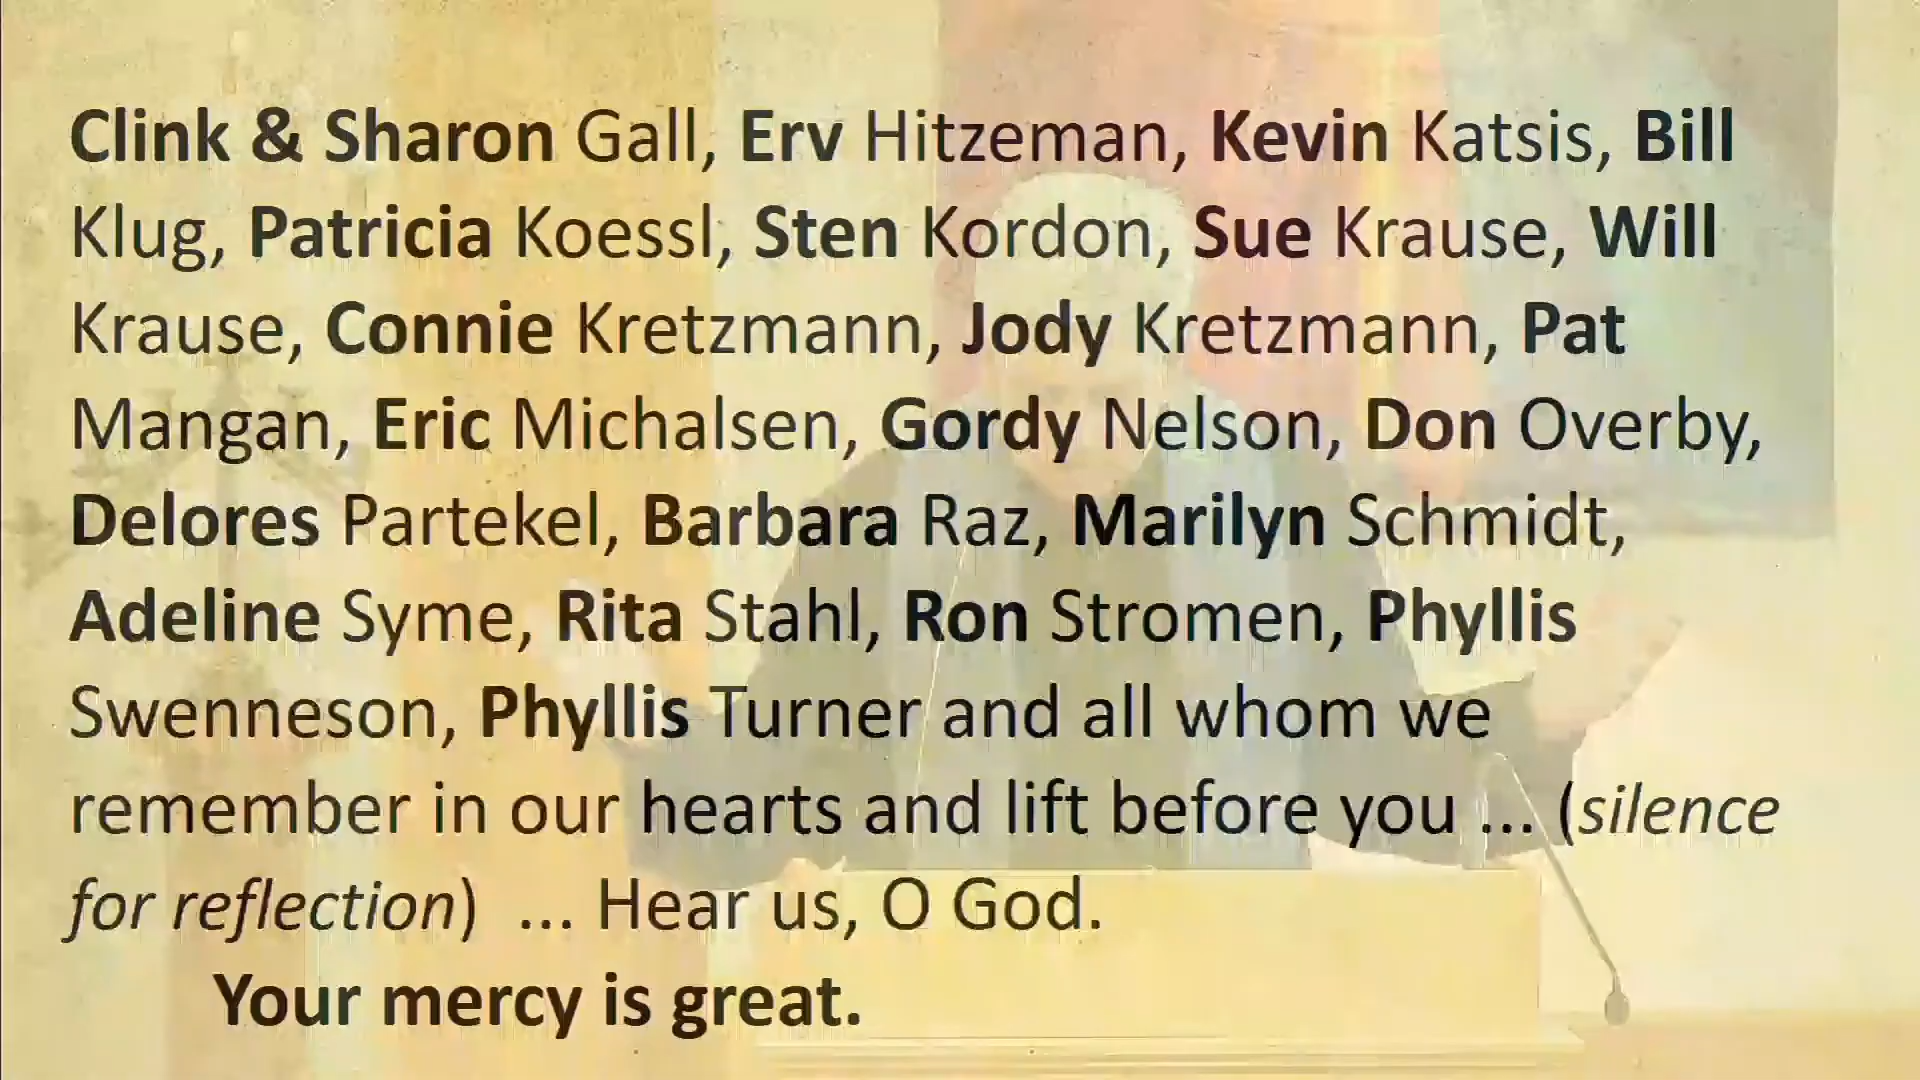 Clink & Sharon Gall, Erv Hitzeman, Kevin Katsis, Bill
Klug, Patricia Koessl, Sten Kordon, Sue Krause, Will
Krause, Connie Kretzmann, Jody Kretzmann, Pat
Mangan, Eric Michalsen, Gordy Nelson, Don Overby,
Delores Partekel, Barbara Raz, Marilyn Schmidt,
Adeline Syme, Rita Stahl, Ron Stromen, Phyllis
Swenneson, Phyllis Turner and all whom we
remember in our hearts and lift before you ... (silence
for reflection) ... Hear us, O God.
Your mercy is great.